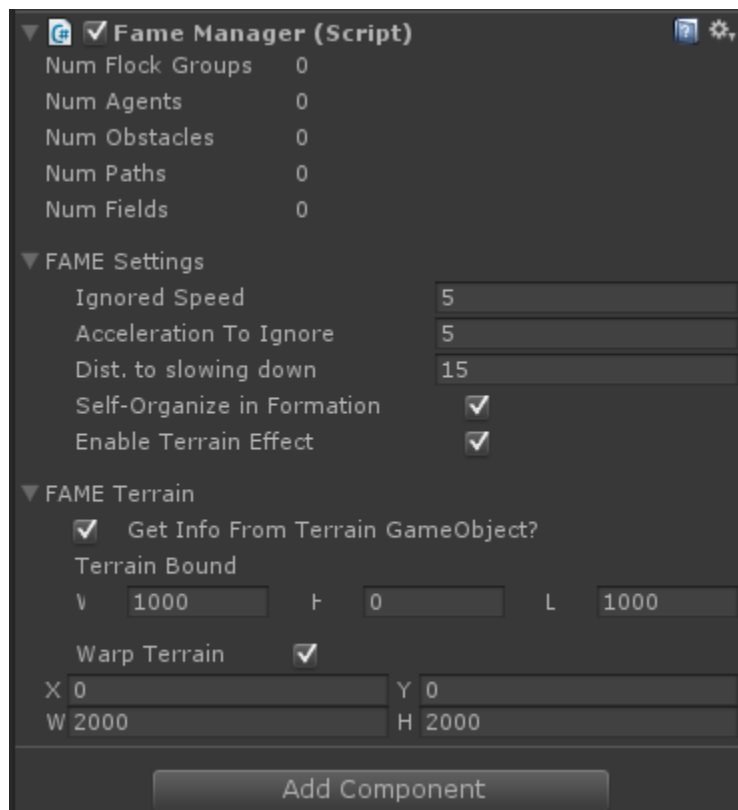 Fame Manager (Script)
Num Flock Groups 0
Num Agents 0
Num Obstacles 0
Num Paths 0
Num Fields 0
FAME Settings
Ignored Speed 5
Acceleration To Ignore 5
Dist. to slowing down 15
Self-Organize in Formation
Enable Terrain Effect
FAME Terrain
Get Info From Terrain GameObject?
Terrain Bound
1000 0 L 1000
Warp Terrain
X 0 Y 0
W 2000 H 2000
Add Component